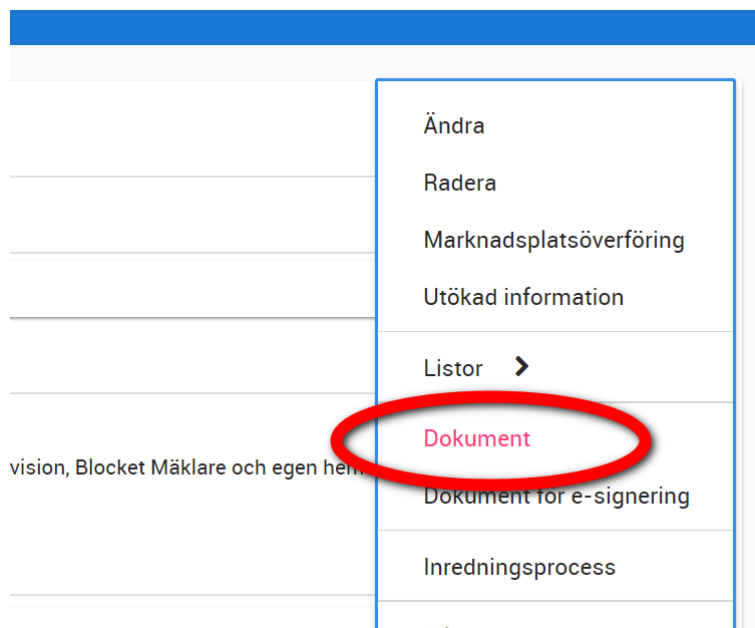 Ändra
Radera
Marknadsplatsöverföring
Utökad information
Listor
Dokument
vision, Blocket Mäklare och egen hem
Dokument för e-signering
Inredningsprocess